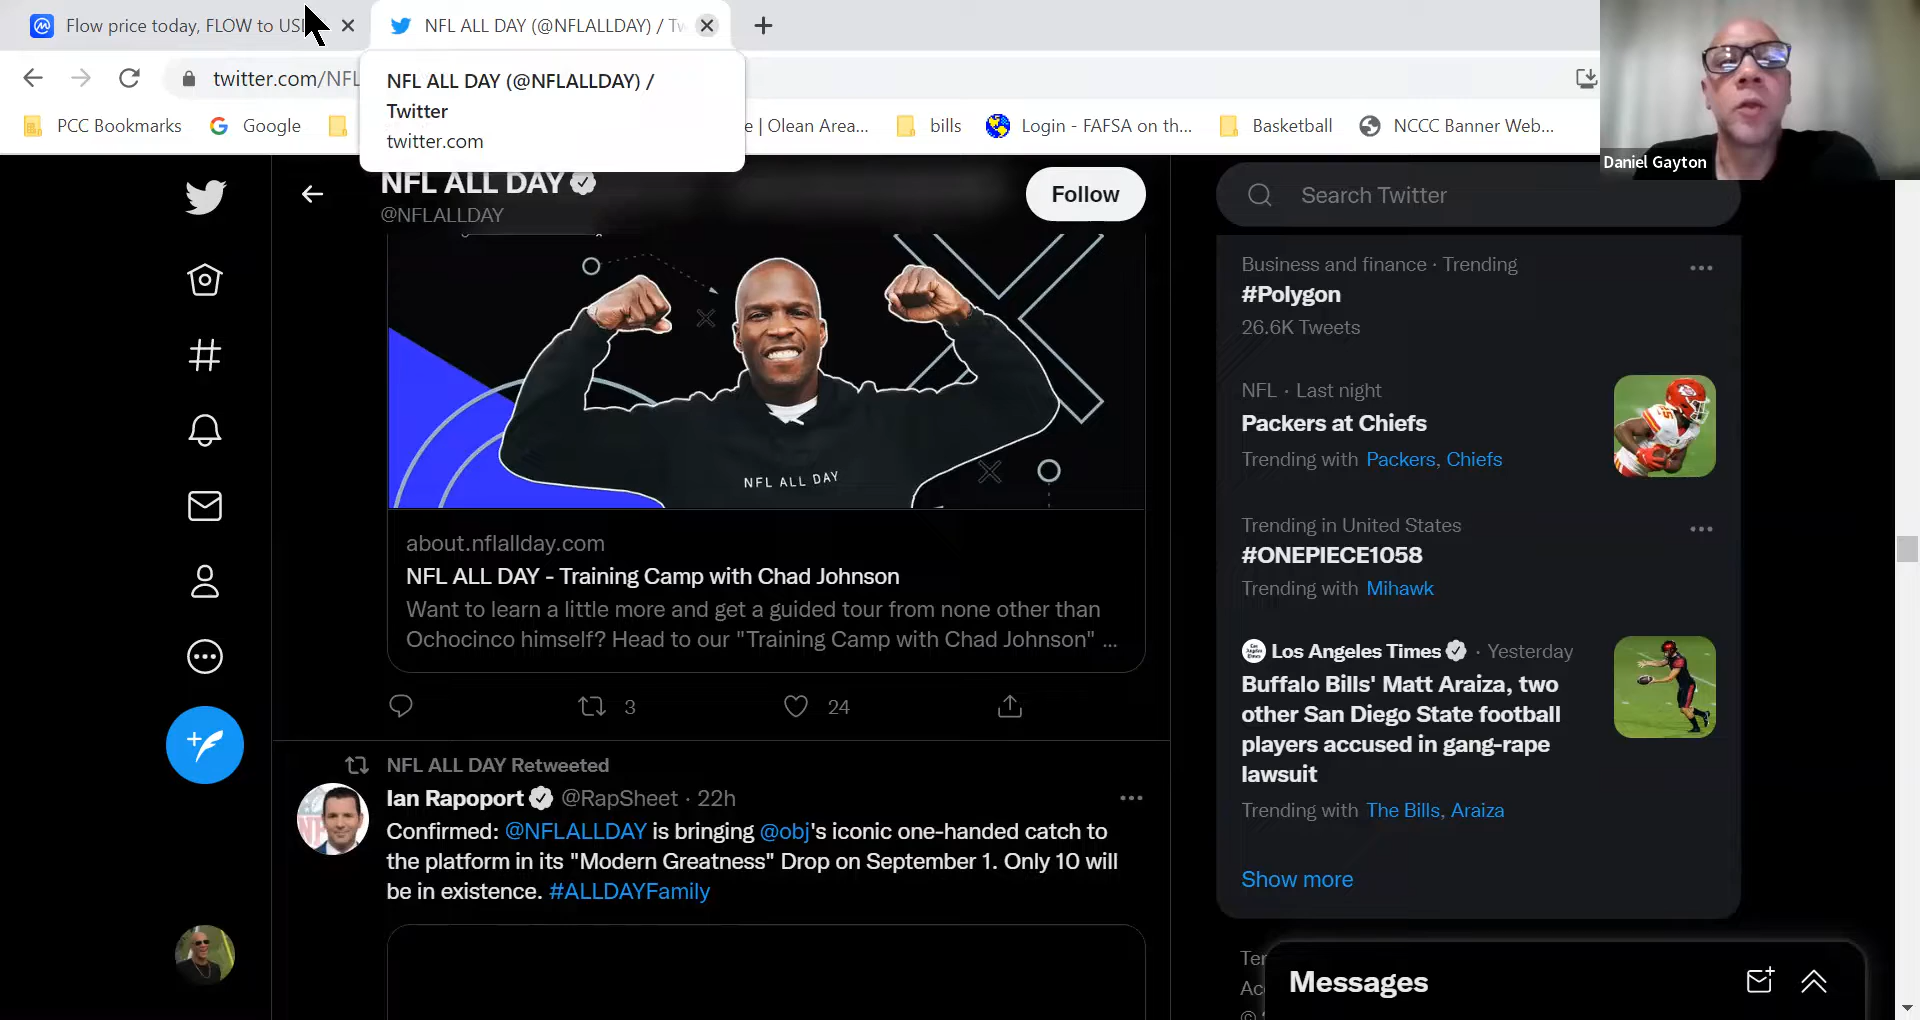 Flow price today, FLOW to US
NFL ALL DAY (@NFLALLDAY) / Tw
twitter.com/NFL
NFL ALL DAY (@NFLALLDAY) /
Twitter
twitter.com
PCC Bookmarks
Google
e | Olean Area...
bills
Login - FAFSA on th...
Basketball
NCCC Banner Web...
Daniel Gayton
NFL ALL DAY
@NFLALLDAY
Follow
Search Twitter
NFL ALL DAY
about.nflallday.com
NFL ALL DAY - Training Camp with Chad Johnson
Want to learn a little more and get a guided tour from none other than
Ochocinco himself? Head to our "Training Camp with Chad Johnson" ...
3
24
NFL ALL DAY Retweeted
Ian Rapoport @RapSheet · 22h
Confirmed: @NFLALLDAY is bringing @obj's iconic one-handed catch to
the platform in its "Modern Greatness" Drop on September 1. Only 10 will
be in existence. #ALLDAYFamily
Business and finance · Trending
#Polygon
26.6K Tweets
NFL · Last night
Packers at Chiefs
Trending with Packers, Chiefs
Trending in United States
#ONEPIECE1058
Trending with Mihawk
Los Angeles Times · Yesterday
Buffalo Bills' Matt Araiza, two
other San Diego State football
players accused in gang-rape
lawsuit
Trending with The Bills, Araiza
Show more
Ter
Ac
©
Messages